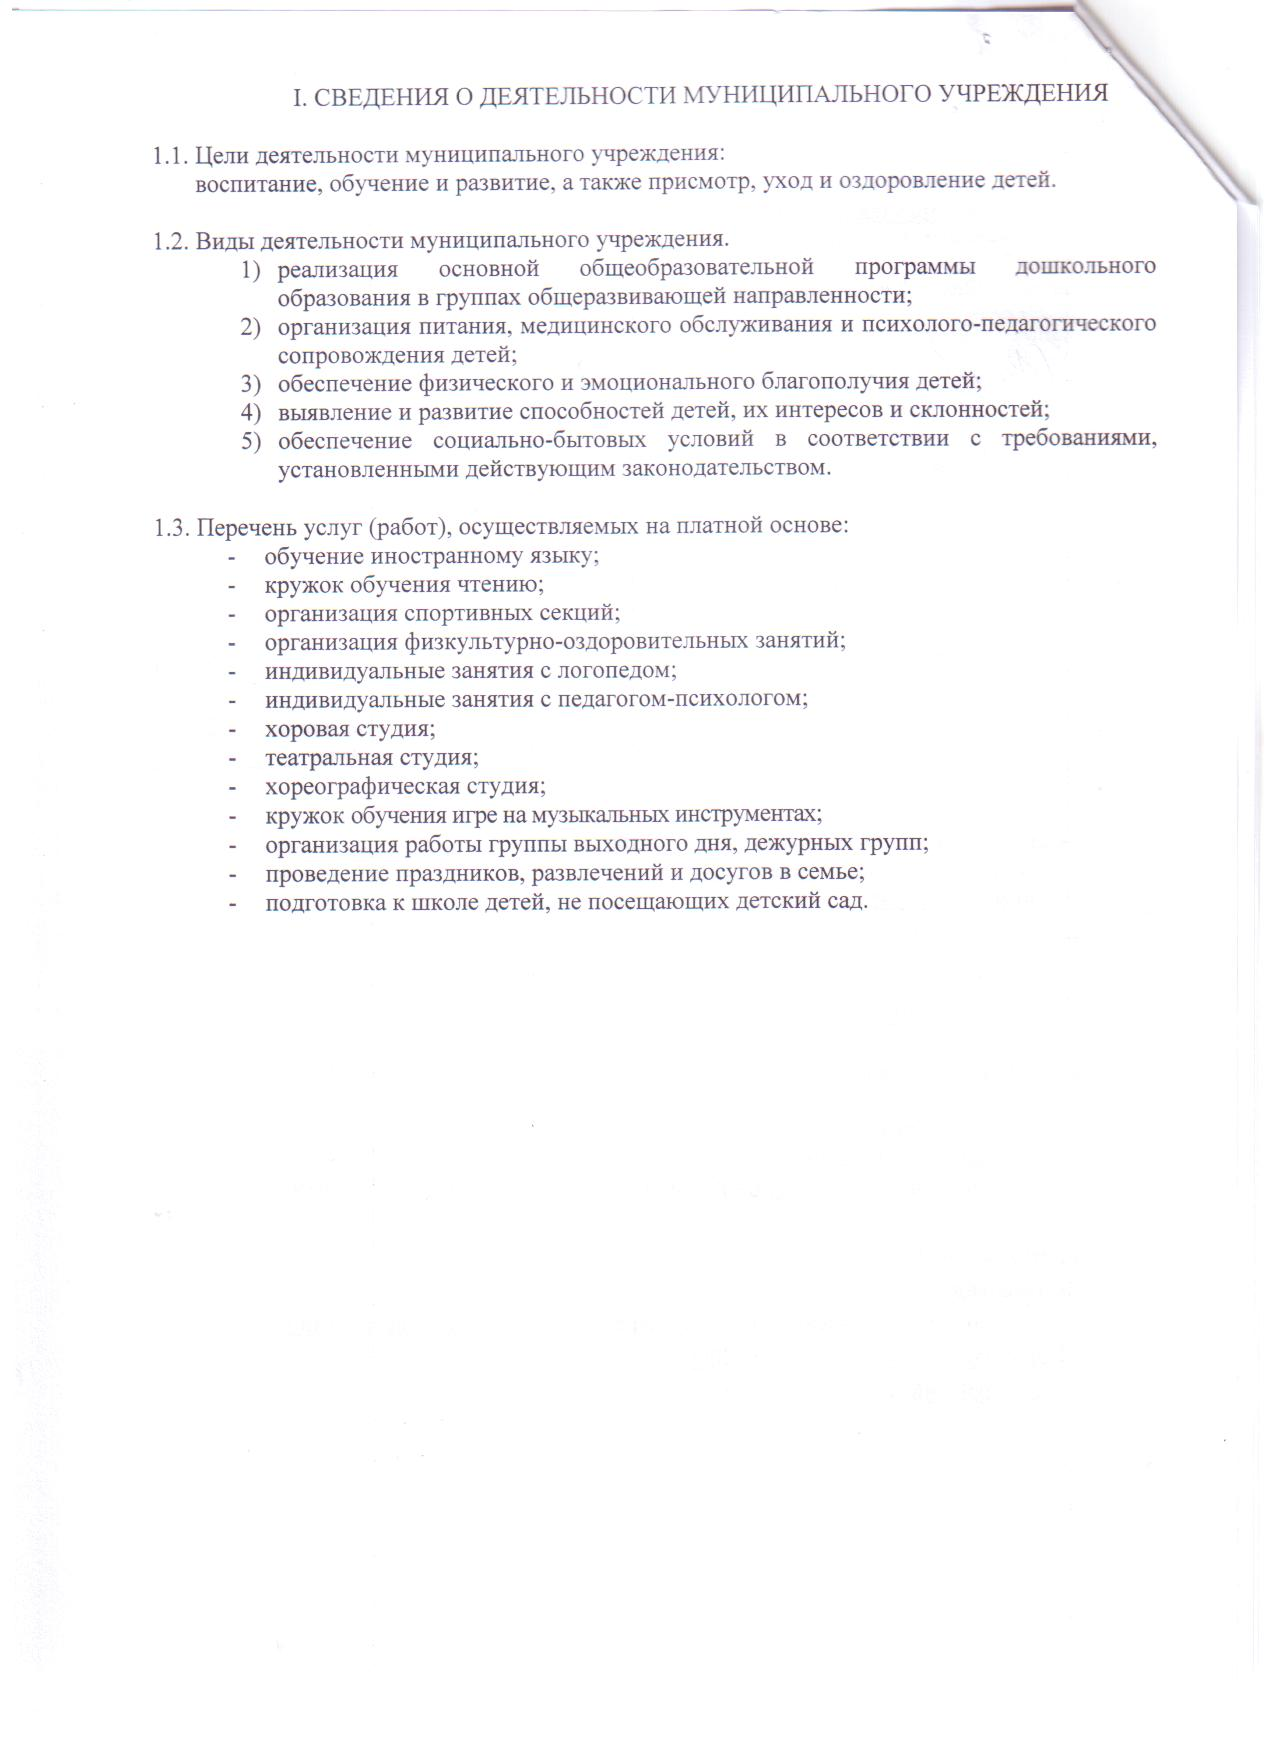 I. СВЕДЕНИЯ О ДЕЯТЕЛЬНОСТИ МУНИЦИПАЛЬНОГО УЧРЕЖДЕНИЯ
1.1. Цели деятельности муниципального учреждения:
воспитание, обучение и развитие, а также присмотр, уход и оздоровление детей.
1.2. Виды деятельности муниципального учреждения.
1) реализация основной общеобразовательной программы дошкольного
образования в группах общеразвивающей направленности;
2) организация питания, медицинского обслуживания и психолого-педагогического
сопровождения детей;
3) обеспечение физического и эмоционального благополучия детей;
4) выявление и развитие способностей детей, их интересов и склонностей;
5) обеспечение социально-бытовых условий в соответствии с требованиями,
установленными действующим законодательством.
1.3. Перечень услуг (работ), осуществляемых на платной основе:
- обучение иностранному языку;
- кружок обучения чтению;
- организация спортивных секций;
- организация физкультурно-оздоровительных занятий;
- индивидуальные занятия с логопедом;
- индивидуальные занятия с педагогом-психологом;
- хоровая студия;
- театральная студия;
- хореографическая студия;
- кружок обучения игре на музыкальных инструментах;
- организация работы группы выходного дня, дежурных групп;
- проведение праздников, развлечений и досугов в семье;
- подготовка к школе детей, не посещающих детский сад.